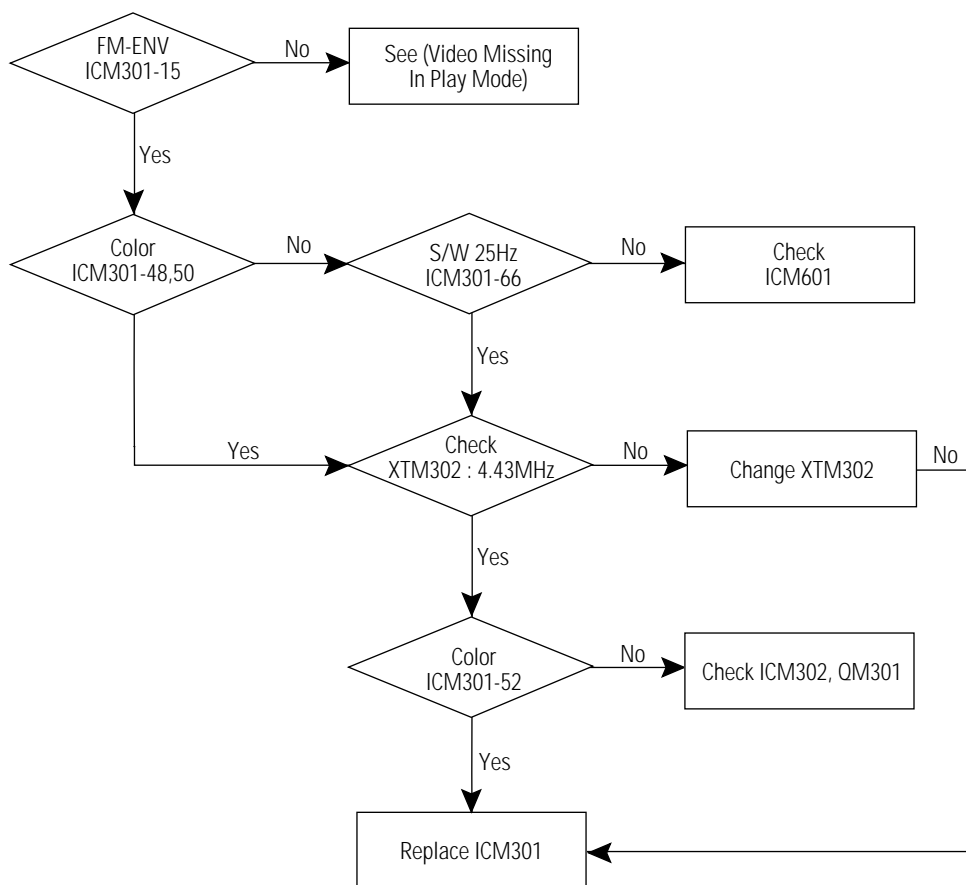 FM-ENV
ICM301-15
No
See (Video Missing
In Play Mode)
Yes
Color
ICM301-48,50
No
S/W 25Hz
ICM301-66
No
Check
ICM601
Yes
Yes
Check
XTM302 : 4.43MHz
No
Change XTM302
No
Yes
Color
ICM301-52
No
Check ICM302, QM301
Yes
Replace ICM301